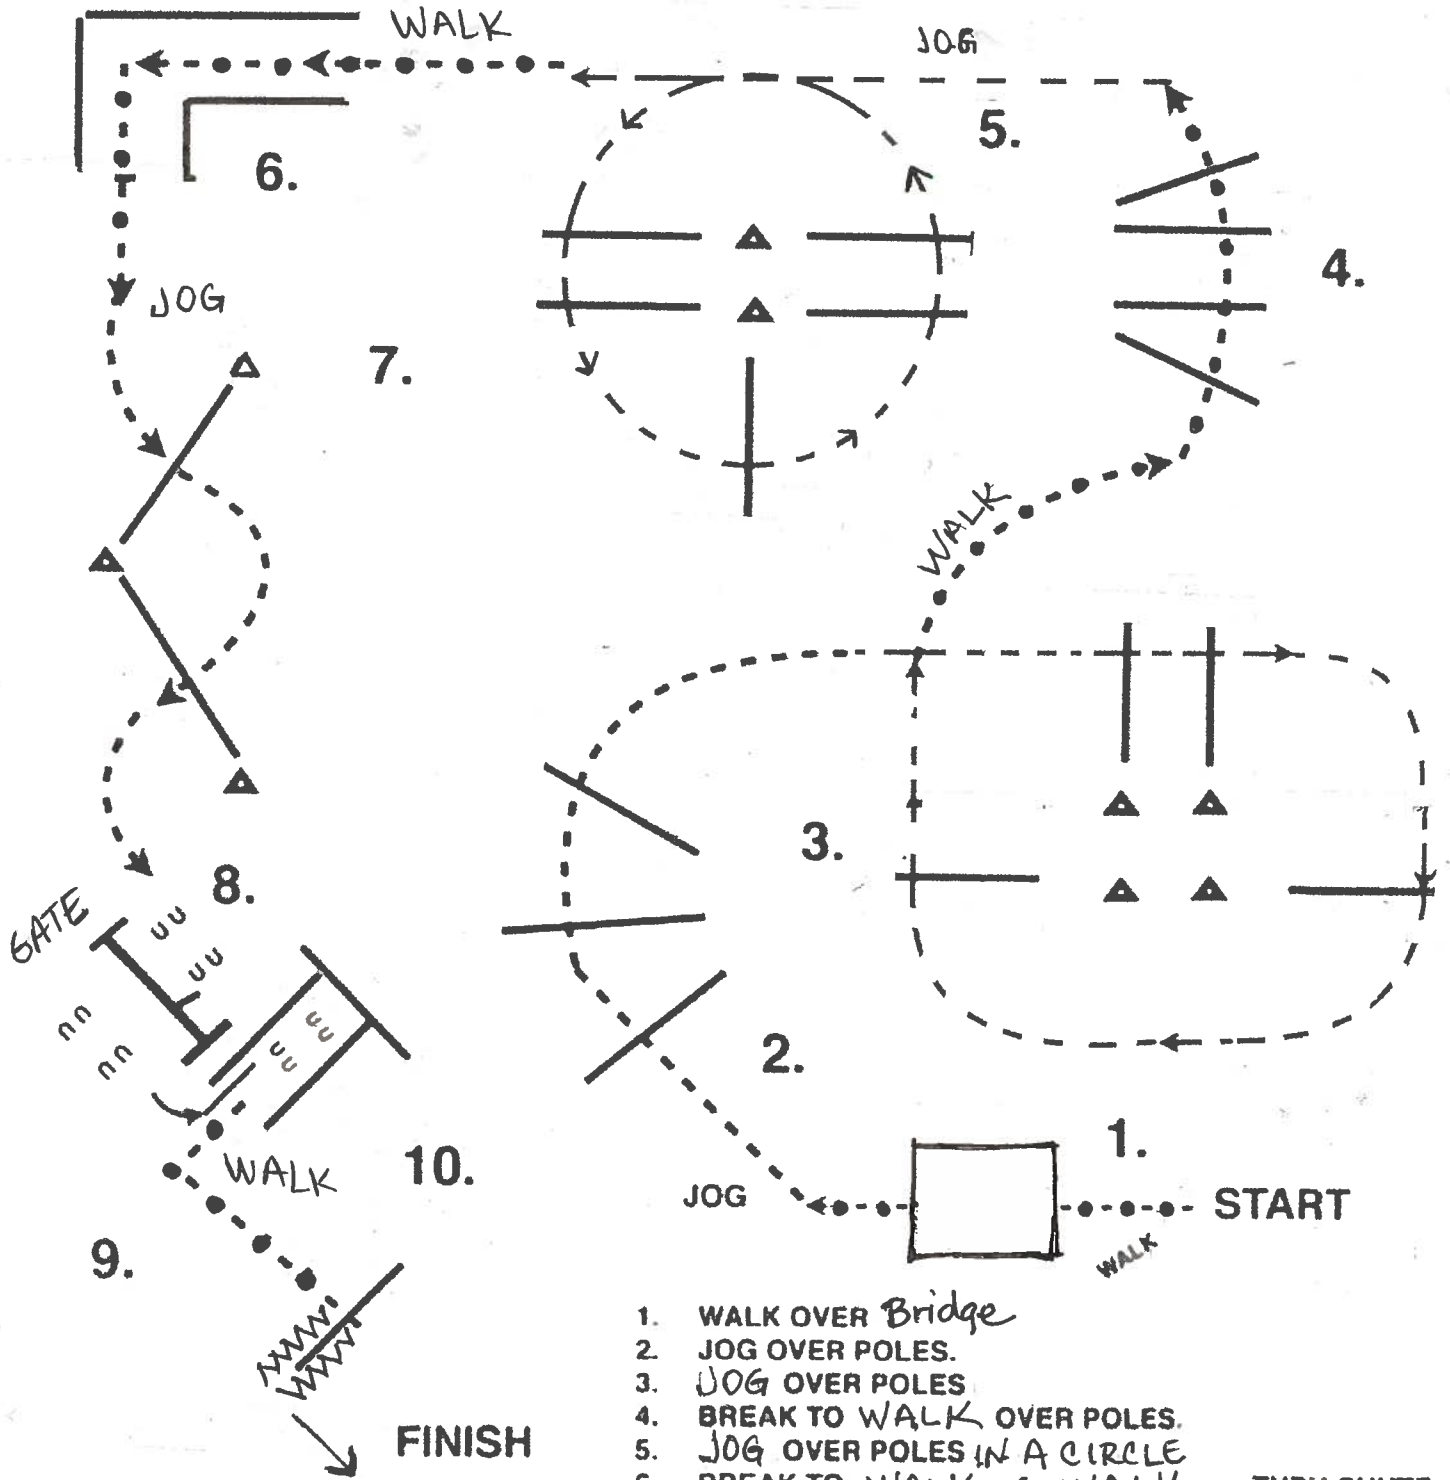 WALK
JOG
5.
6.
4.
JOG
7.
WALK
3.
8.
GATE
2.
1.
WALK
10.
JOG
START
WALK
9.
1. WALK OVER Bridge
2. JOG OVER POLES.
3. JOG OVER POLES
4. BREAK TO WALK OVER POLES.
FINISH
5. JOG OVER POLES IN A CIRCLE